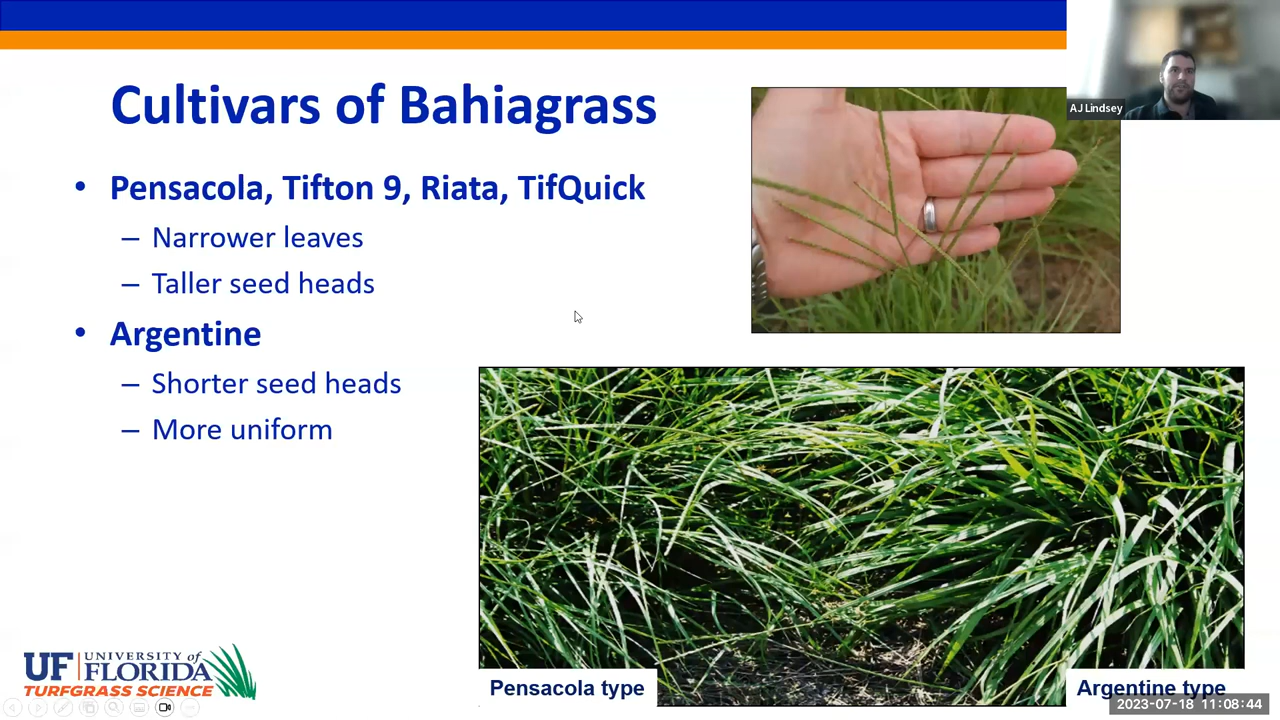 Cultivars of Bahiagrass
AJ Lindsey
• Pensacola, Tifton 9, Riata, TifQuick
– Narrower leaves
– Taller seed heads
• Argentine
– Shorter seed heads
– More uniform
Pensacola type
Argentine type
UF UNIVERSITY of
FLORIDA
TURFGRASS SCIENCE
2023-07-18 11:08:44